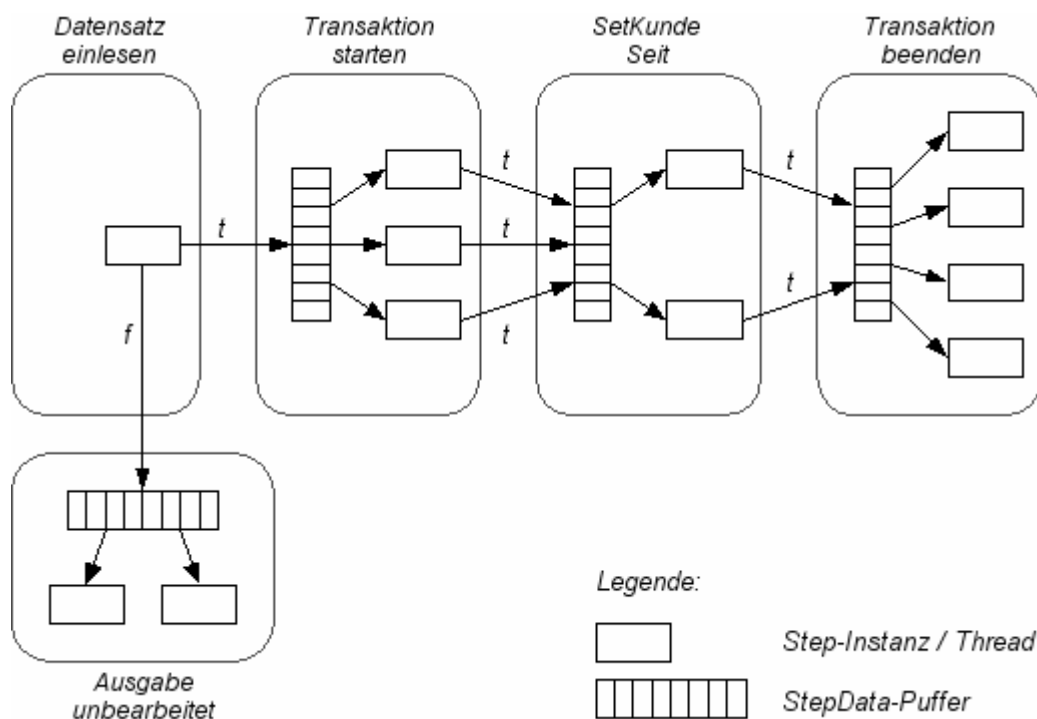 Datensatz
einlesen
Transaktion
starten
SetKunde
Seit
Transaktion
beenden
t
t
t
t
t
t
f
Ausgabe
unbearbeitet
Legende:
Step-Instanz / Thread
StepData-Puffer